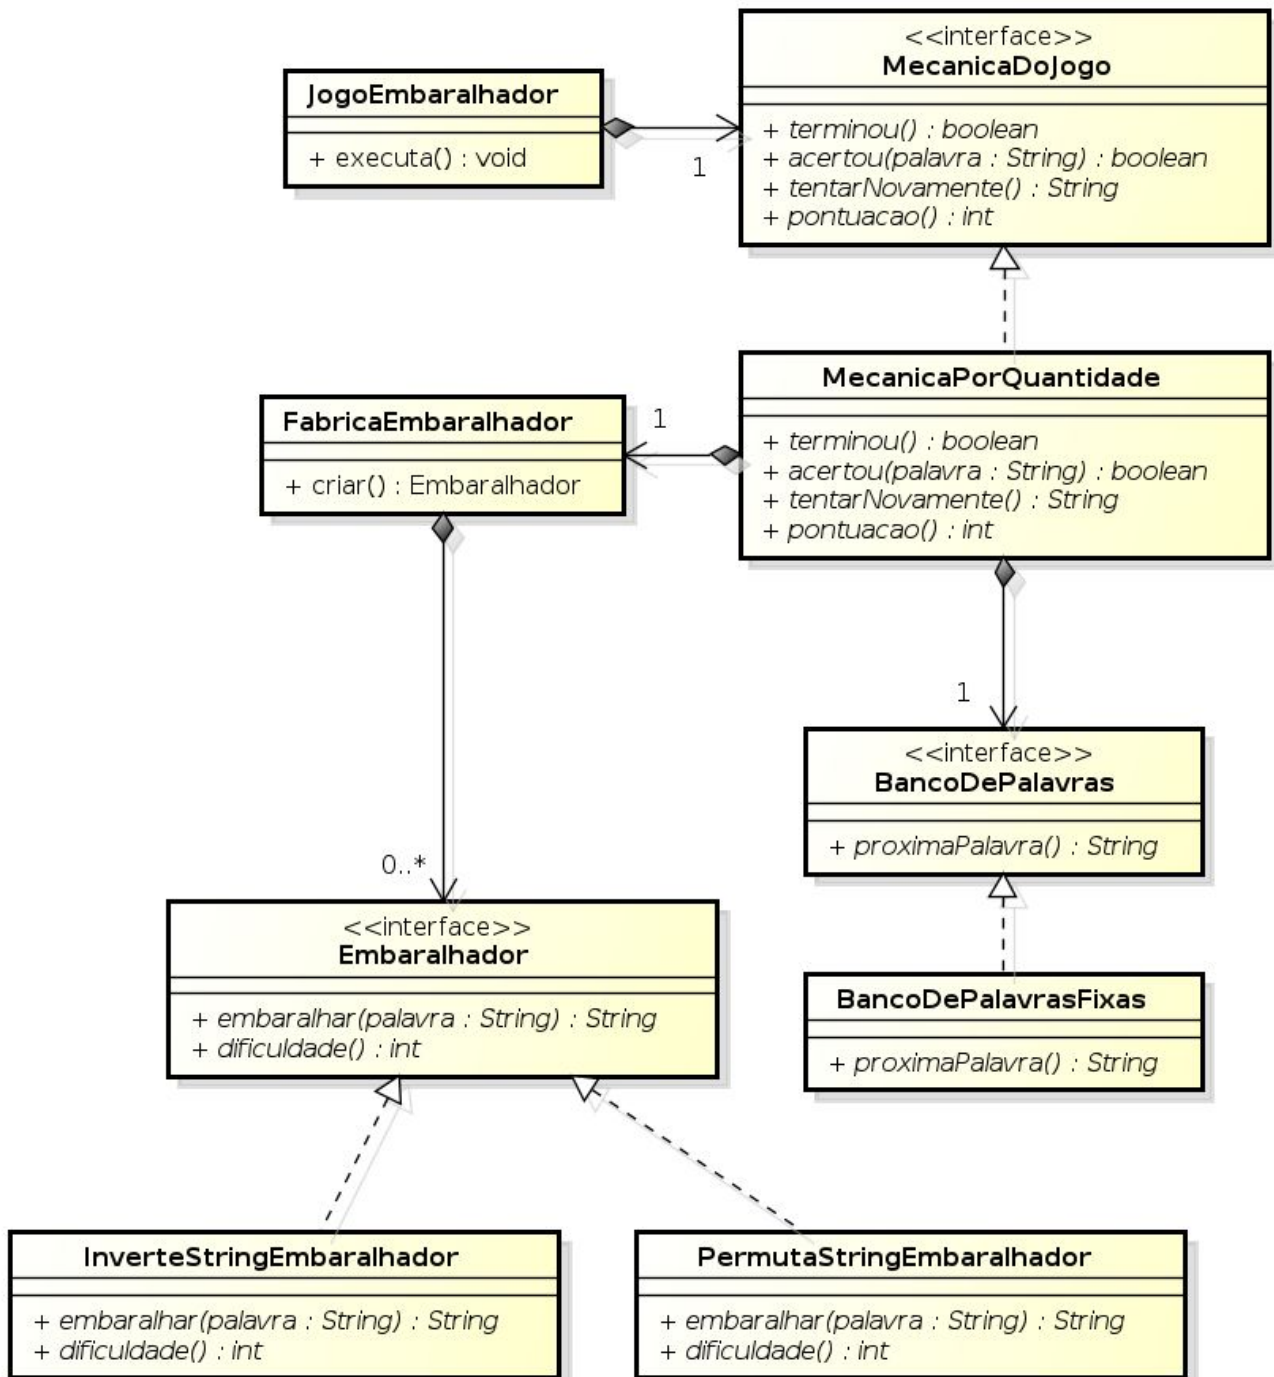 JogoEmbaralhador
+ executa() : void
1
<<interface>>
MecanicaDoJogo
+ terminou() : boolean
+ acertou(palavra : String) : boolean
+ tentarNovamente() : String
+ pontuacao() : int
FabricaEmbaralhador
+ criar() : Embaralhador
1
MecanicaPorQuantidade
+ terminou() : boolean
+ acertou(palavra : String) : boolean
+ tentarNovamente() : String
+ pontuacao() : int
1
<<interface>>
BancoDePalavras
+ proximaPalavra() : String
0..*
<<interface>>
Embaralhador
+ embaralhar(palavra : String) : String
+ dificuldade() : int
BancoDePalavrasFixas
+ proximaPalavra() : String
InverteStringEmbaralhador
+ embaralhar(palavra : String) : String
+ dificuldade() : int
PermutaStringEmbaralhador
+ embaralhar(palavra : String) : String
+ dificuldade() : int